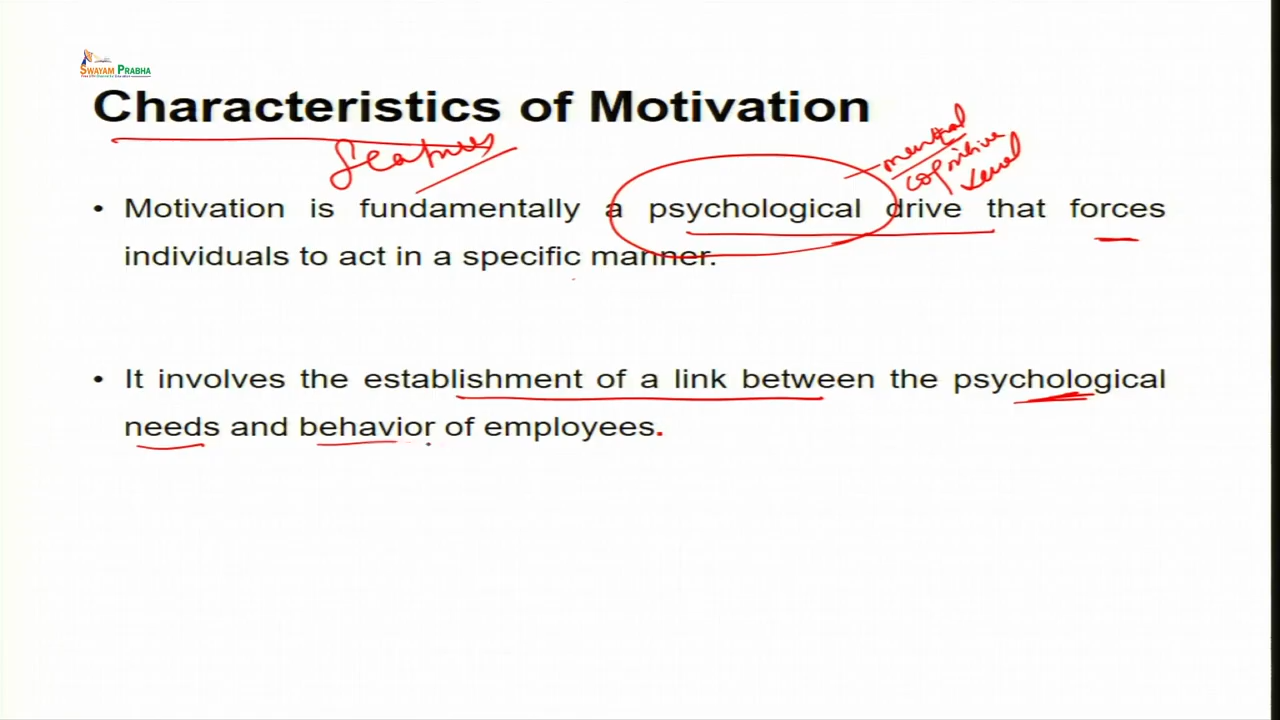 SWAYAM PRABHA
Characteristics of Motivation
features
mental
cognitive
level
• Motivation is fundamentally a psychological drive that forces
individuals to act in a specific manner.
• It involves the establishment of a link between the psychological
needs and behavior of employees.